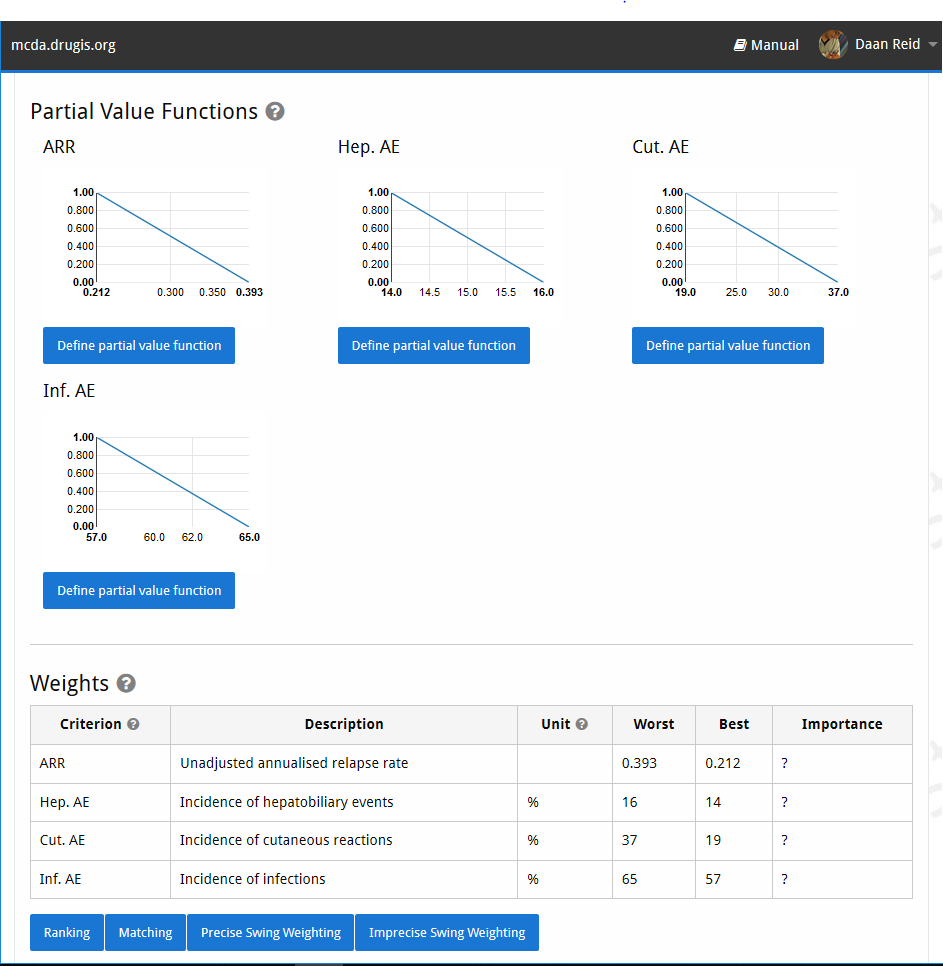 mcda.drugis.org Manual Daan Reid
Partial Value Functions ?
ARR Hep. AE Cut. AE
1.00 1.00 1.00
0.800 0.800 0.800
0.600 0.600 0.600
0.400 0.400 0.400
0.200 0.200 0.200
0.00 0.00 0.00
0.212 0.300 0.350 0.393 14.0 14.5 15.0 15.5 16.0 19.0 25.0 30.0 37.0
Define partial value function Define partial value function Define partial value function
Inf. AE
1.00
0.800
0.600
0.400
0.200
0.00
57.0 60.0 62.0 65.0
Define partial value function
Weights ?
Criterion ? Description Unit ? Worst Best Importance
ARR Unadjusted annualised relapse rate 0.393 0.212 ?
Hep. AE Incidence of hepatobiliary events % 16 14 ?
Cut. AE Incidence of cutaneous reactions % 37 19 ?
Inf. AE Incidence of infections % 65 57 ?
Ranking Matching Precise Swing Weighting Imprecise Swing Weighting